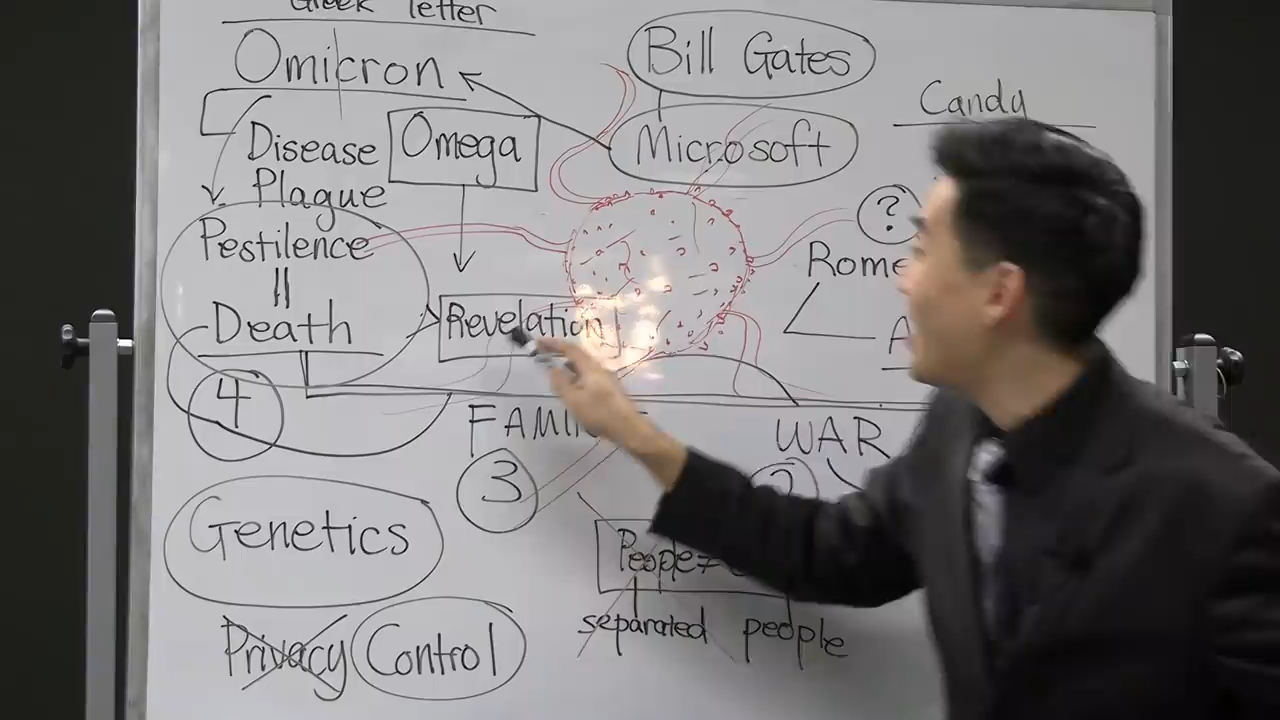 Greek letter
Omicron
Bill Gates
Microsoft
Candy
Disease
Plague
Omega
Pestilence
Death
?
Rome
Revelation
4
WAR
3
Genetics
separated people
Privacy
Control